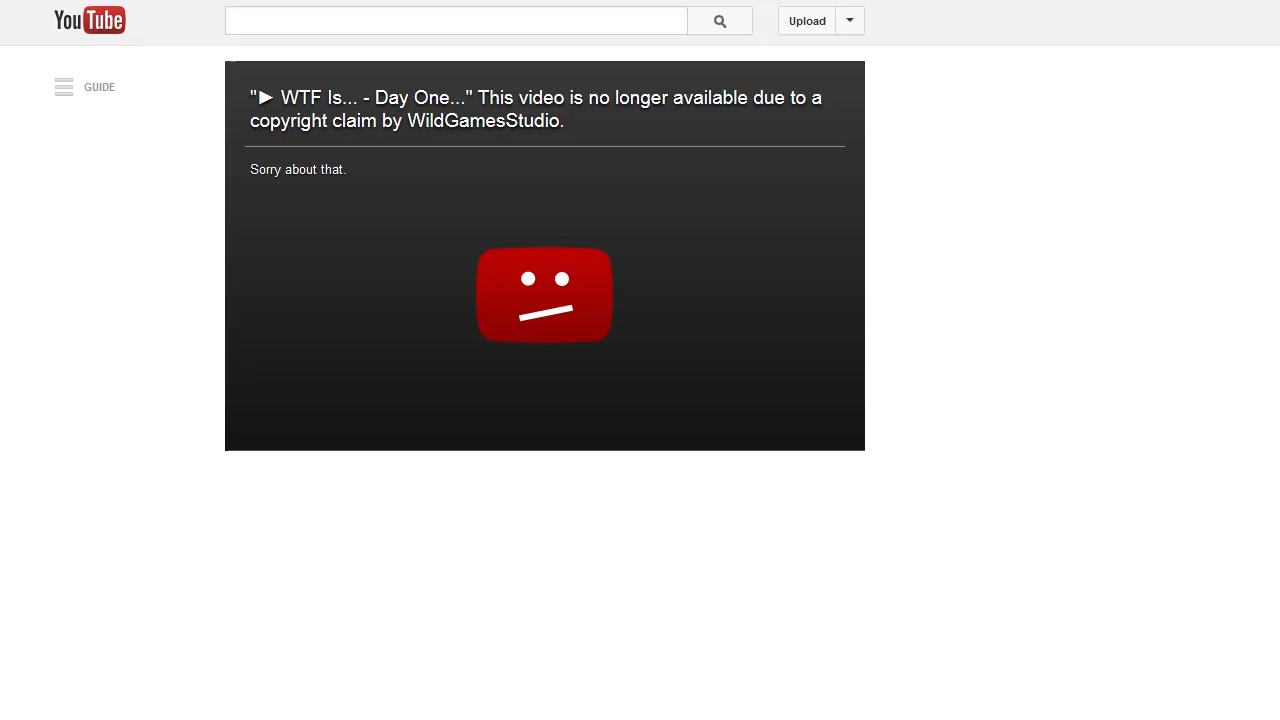 YouTube
Upload
GUIDE
"► WTF Is... - Day One..." This video is no longer available due to a
copyright claim by WildGamesStudio.
Sorry about that.